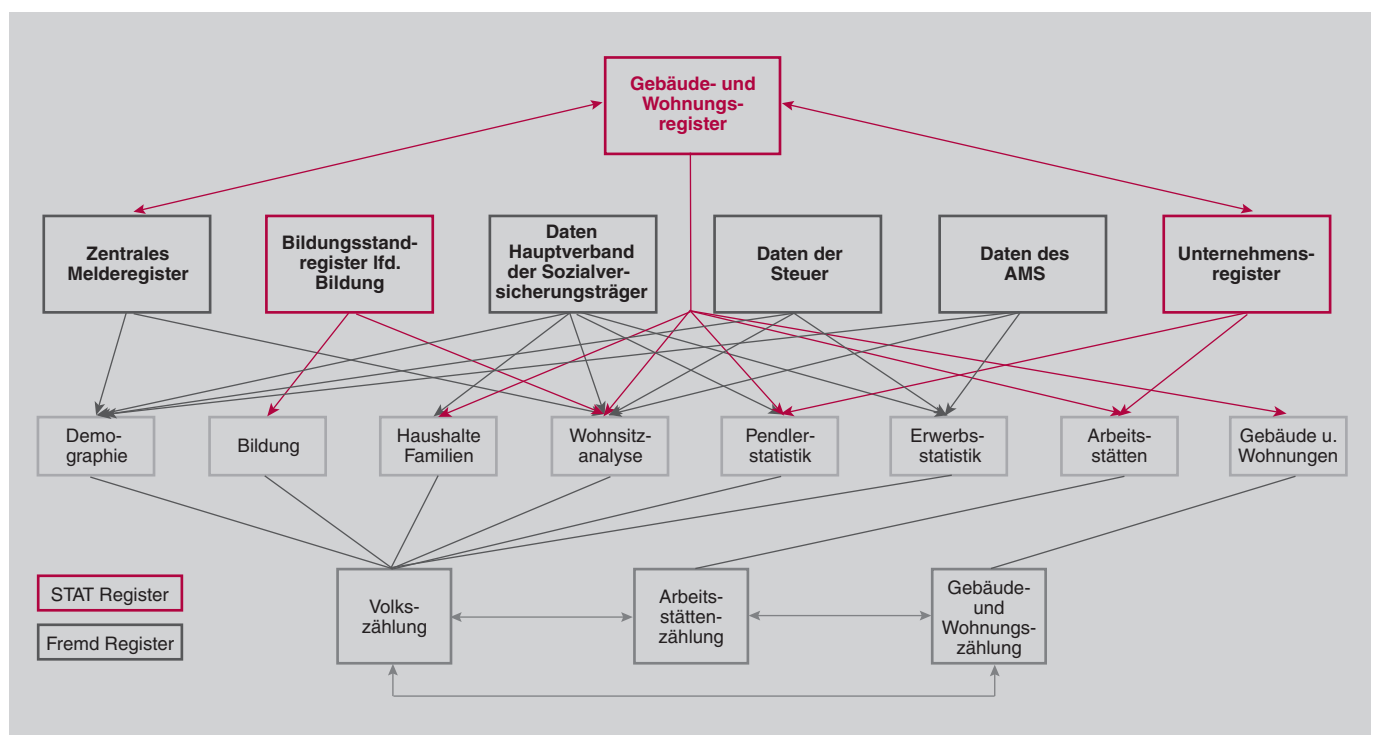 Gebäude- und
Wohnungs-
register
Zentrales
Melderegister
Bildungsstand-
register lfd.
Bildung
Daten
Hauptverband
der Sozialver-
sicherungsträger
Daten der
Steuer
Daten des
AMS
Unternehmens-
register
Demo-
graphie
Bildung
Haushalte
Familien
Wohnsitz-
analyse
Pendler-
statistik
Erwerbs-
statistik
Arbeits-
stätten
Gebäude u.
Wohnungen
STAT Register
Fremd Register
Volks-
zählung
Arbeits-
stätten-
zählung
Gebäude-
und
Wohnungs-
zählung